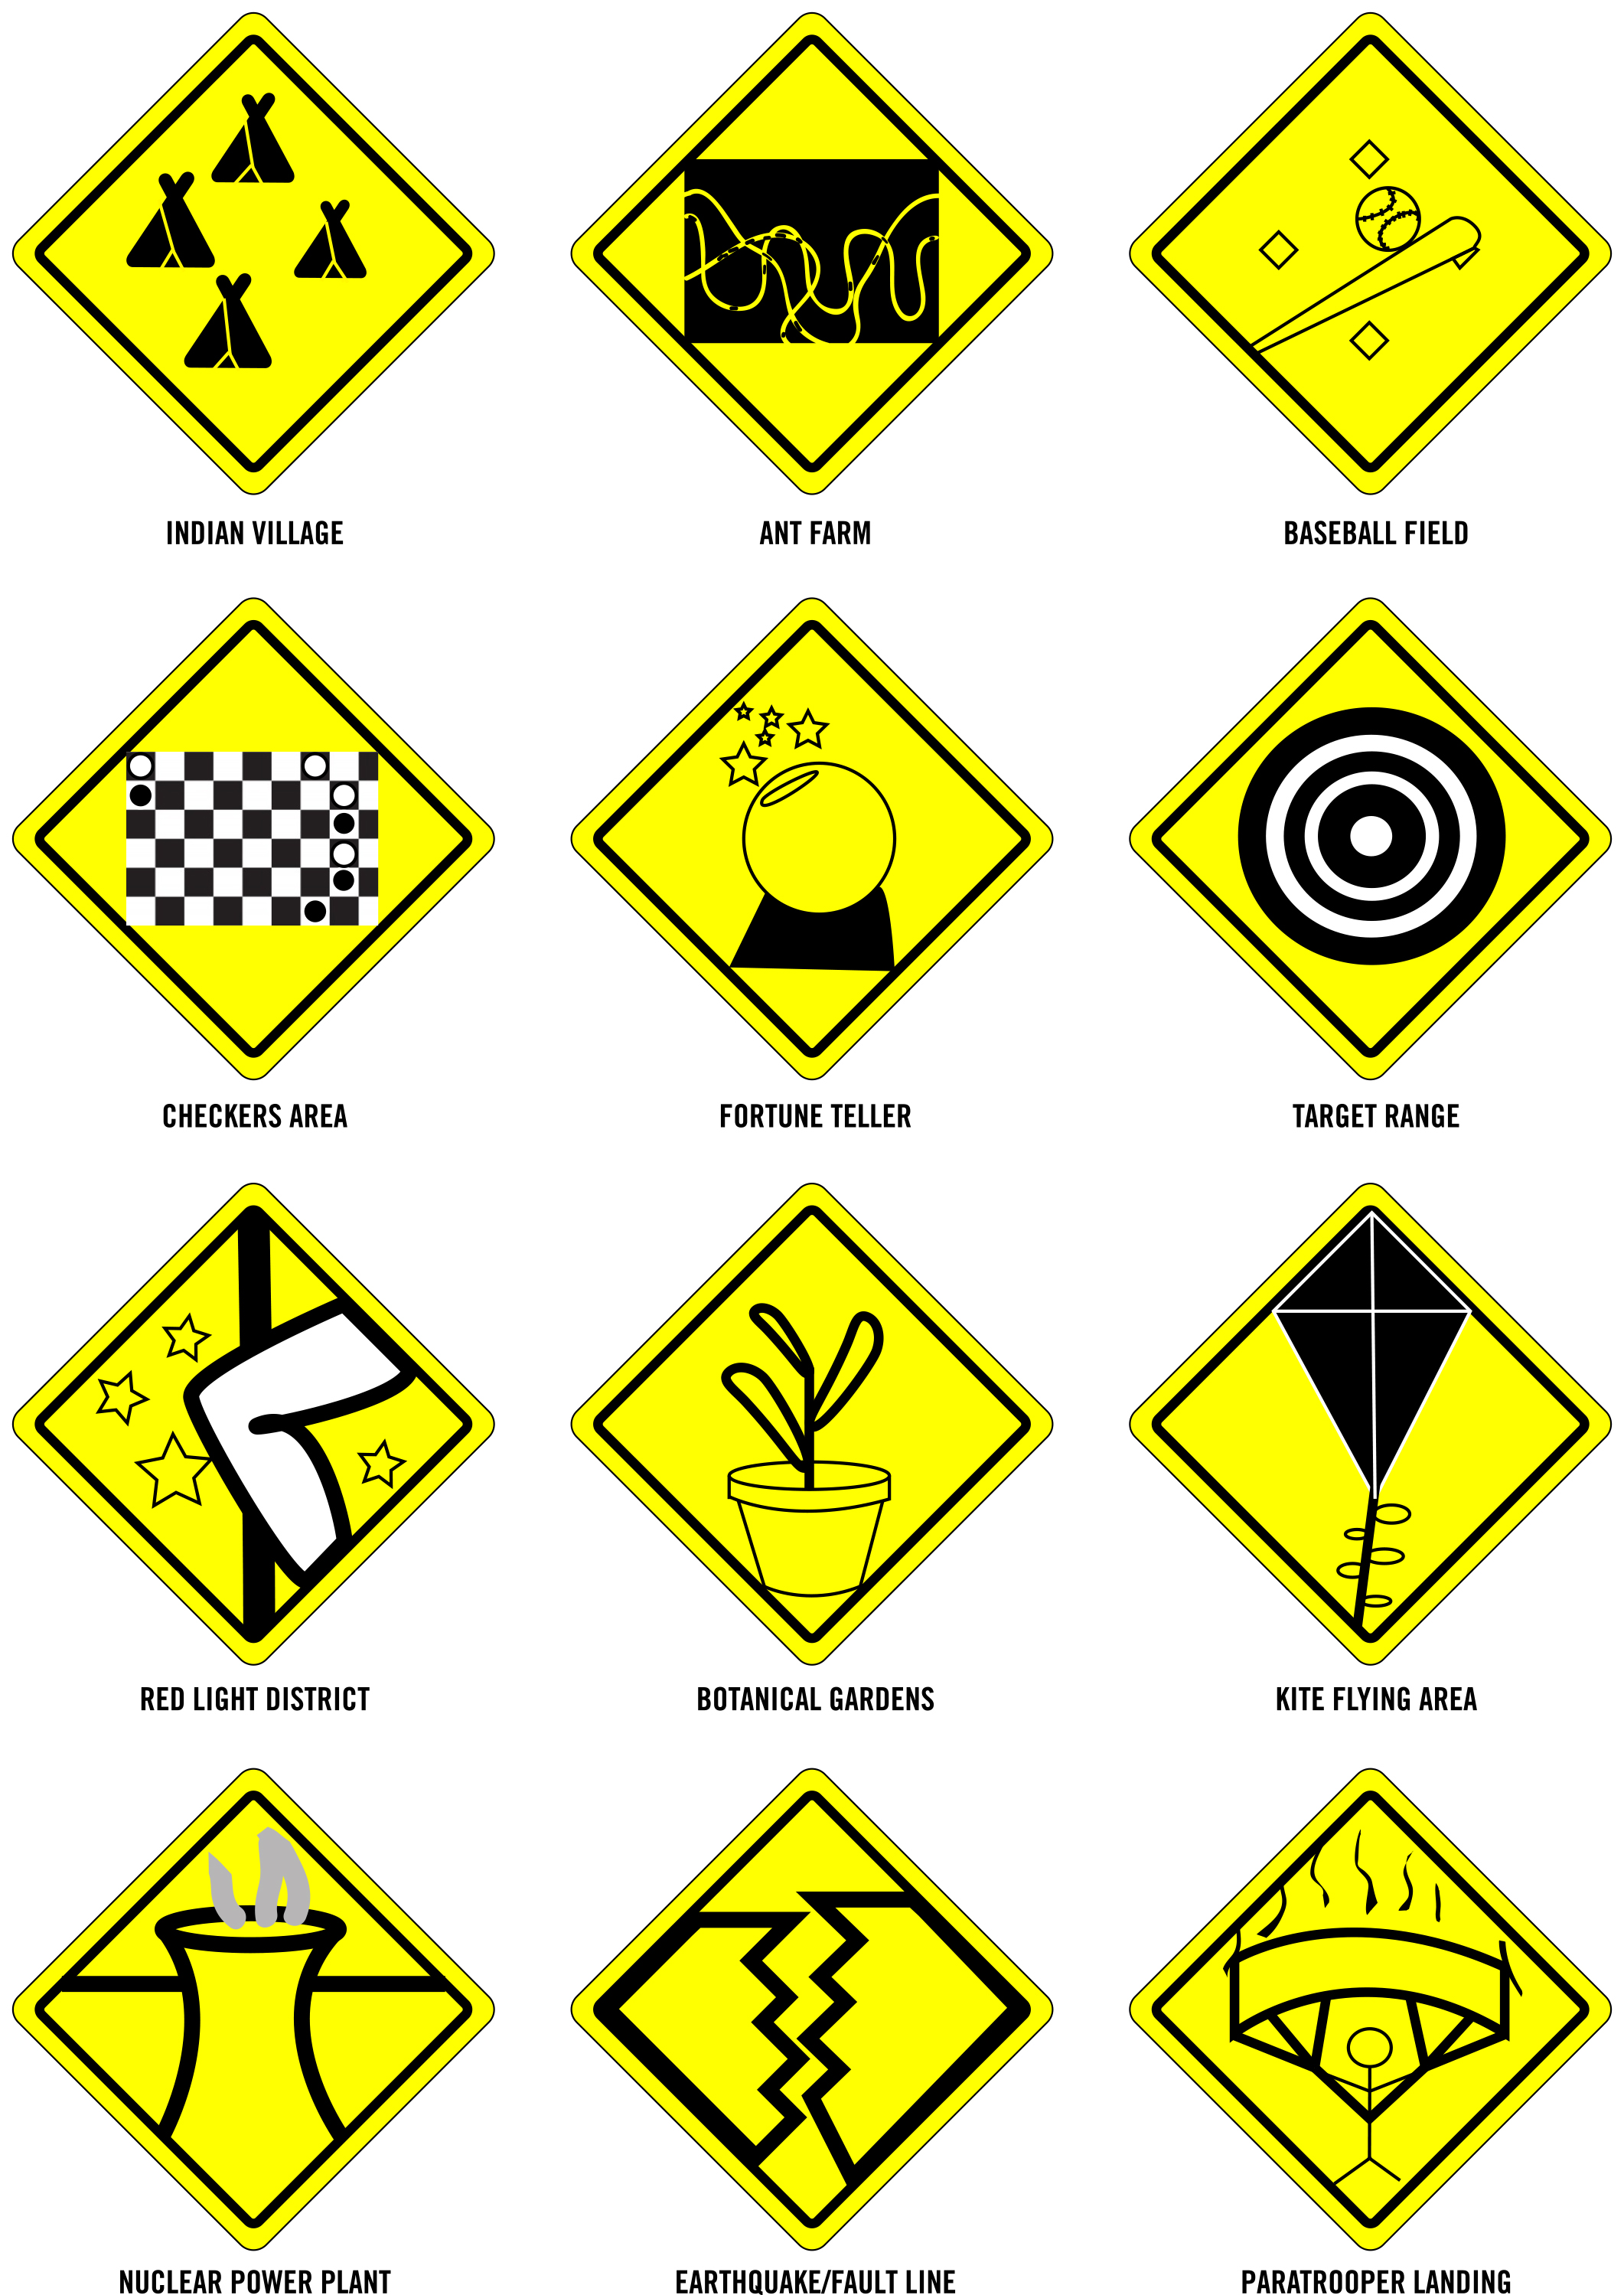 INDIAN VILLAGE
ANT FARM
BASEBALL FIELD
CHECKERS AREA
FORTUNE TELLER
TARGET RANGE
RED LIGHT DISTRICT
BOTANICAL GARDENS
KITE FLYING AREA
NUCLEAR POWER PLANT
EARTHQUAKE/FAULT LINE
PARATROOPER LANDING